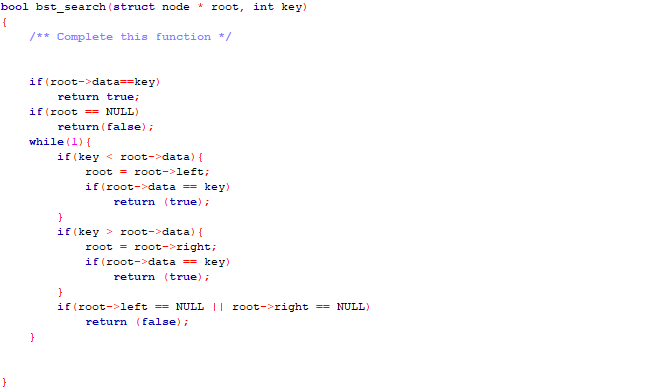 bool bst_search(struct node * root, int key)
{
    /** Complete this function */
    if(root->data==key)
        return true;
    if(root == NULL)
        return(false);
    while(1){
        if(key < root->data){
            root = root->left;
            if(root->data == key)
                return (true);
        }
        if(key > root->data){
            root = root->right;
            if(root->data == key)
                return (true);
        }
        if(root->left == NULL || root->right == NULL)
            return (false);
    }
}